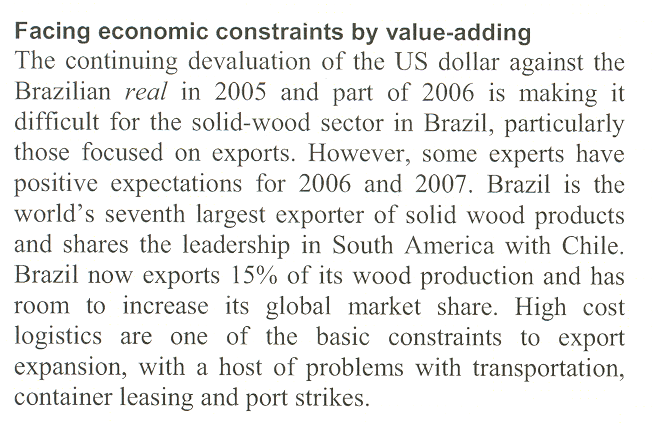 Facing economic constraints by value-adding
The continuing devaluation of the US dollar against the
Brazilian real in 2005 and part of 2006 is making it
difficult for the solid-wood sector in Brazil, particularly
those focused on exports. However, some experts have
positive expectations for 2006 and 2007. Brazil is the
world's seventh largest exporter of solid wood products
and shares the leadership in South America with Chile.
Brazil now exports 15% of its wood production and has
room to increase its global market share. High cost
logistics are one of the basic constraints to export
expansion, with a host of problems with transportation,
container leasing and port strikes.